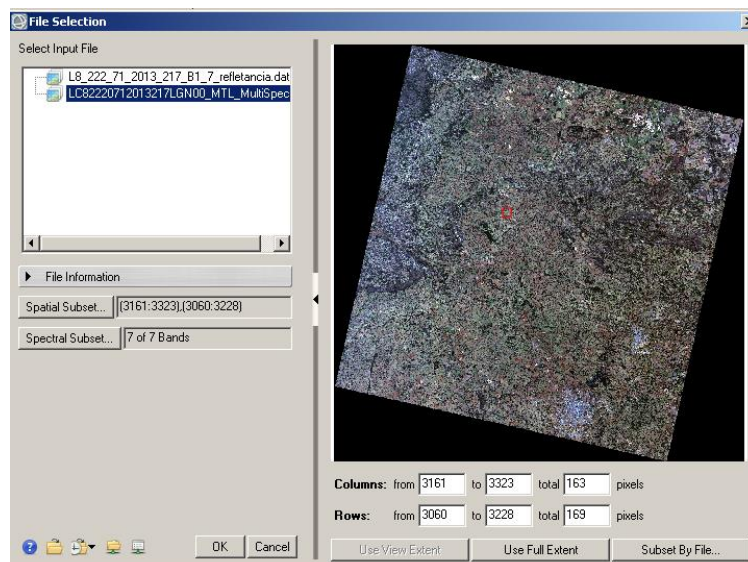 File Selection
Select Input File
L8_222_71_2013_217_B1_7_refletancia.dat
LC82220712013217LGN00_MTL_MultiSpec
File Information
Spatial Subset... (3161:3323),(3060:3228)
Spectral Subset... 7 of 7 Bands
Columns: from 3161 to 3323 total 163 pixels
Rows: from 3060 to 3228 total 169 pixels
OK Cancel
Use View Extent Use Full Extent Subset By File...